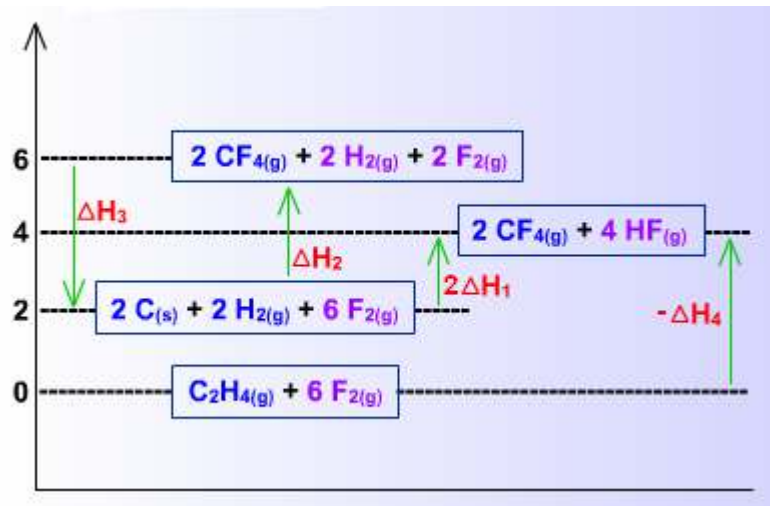 6
2 CF₄(g) + 2 H₂(g) + 2 F₂(g)
ΔH₃
4
2 CF₄(g) + 4 HF(g)
ΔH₂
2ΔH₁
2
2 C(s) + 2 H₂(g) + 6 F₂(g)
-ΔH₄
0
C₂H₄(g) + 6 F₂(g)